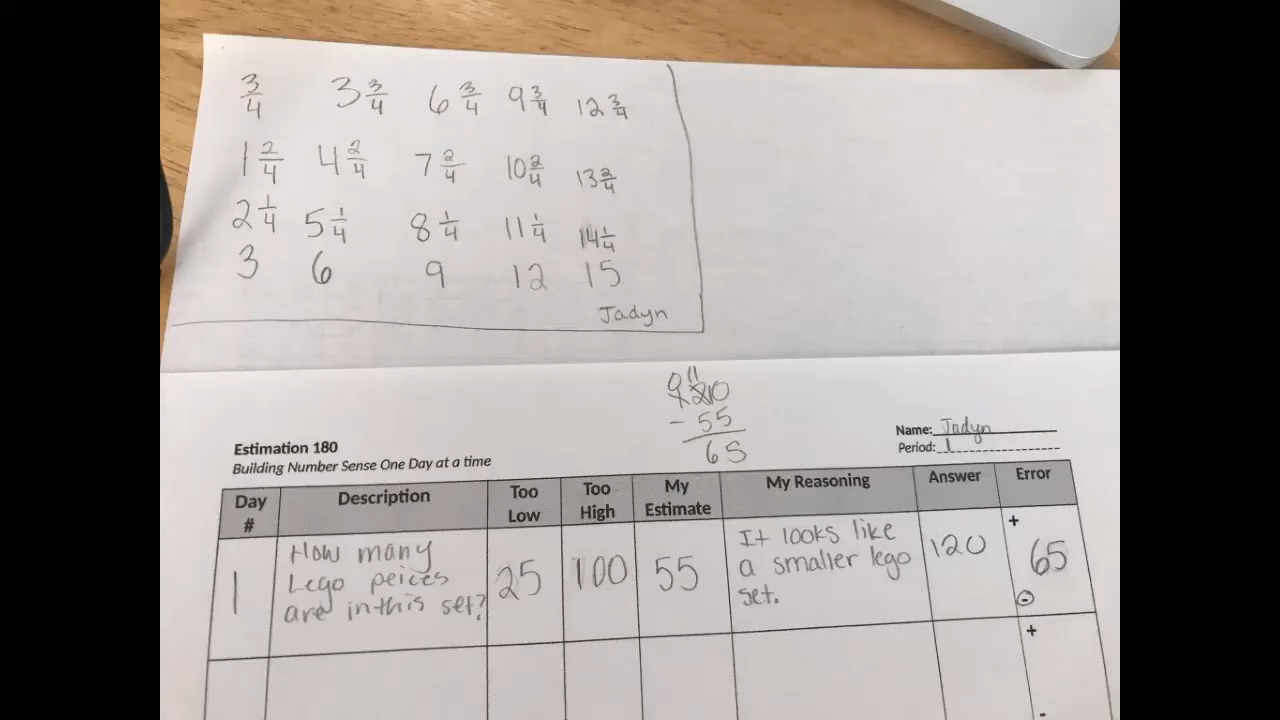 3/4 3 3/4 6 3/4 9 3/4 12 3/4
1 2/4 4 2/4 7 2/4 10 2/4 13 2/4
2 1/4 5 1/4 8 1/4 11 1/4 14 1/4
3 6 9 12 15
Jadyn
0 11
1210
- 55
65
Estimation 180
Building Number Sense One Day at a time
Name: Jadyn
Period: 1
Day # Description Too Low Too High My Estimate My Reasoning Answer Error
1 How many Lego peices are in this set? 25 100 55 It looks like a smaller lego set. 120 + 65 -
+
-